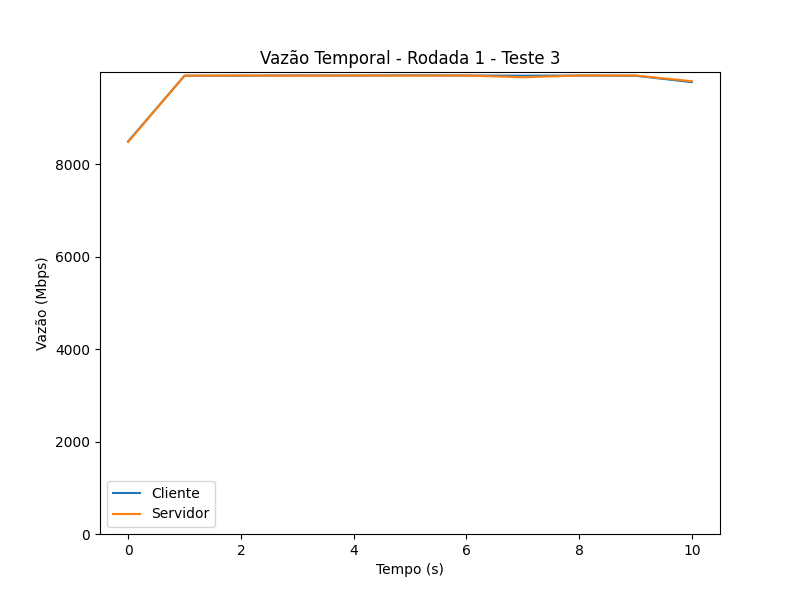 Vazão Temporal - Rodada 1 - Teste 3
Vazão (Mbps)
8000
6000
4000
2000
0
Cliente
Servidor
0 2 4 6 8 10
Tempo (s)